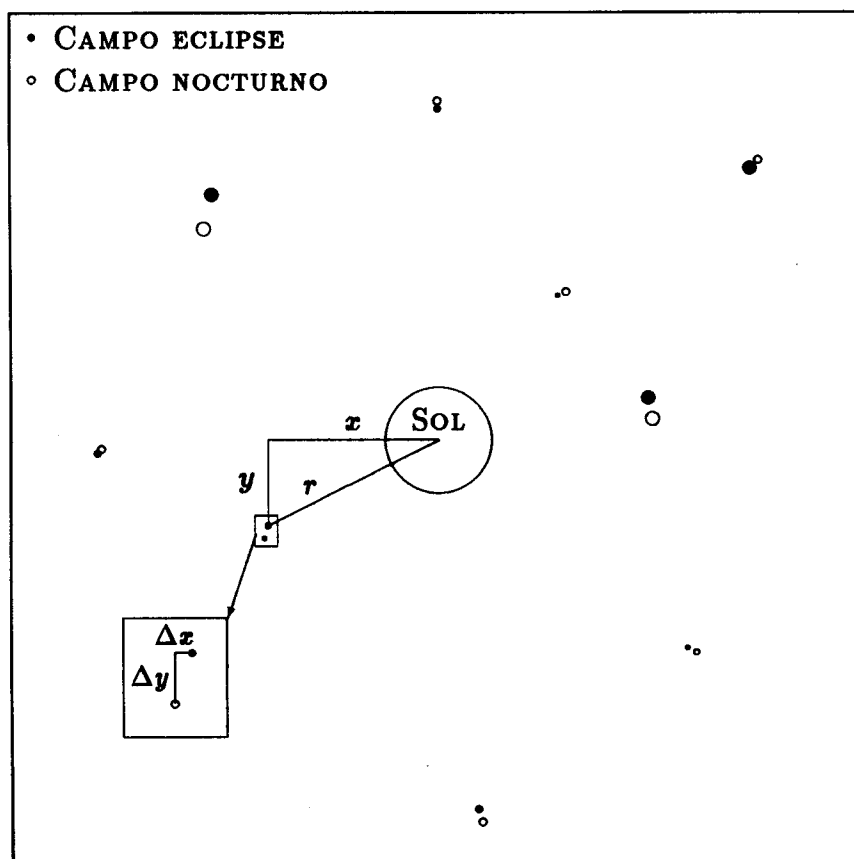 • CAMPO ECLIPSE
○ CAMPO NOCTURNO
SOL
x
y
r
Δx
Δy